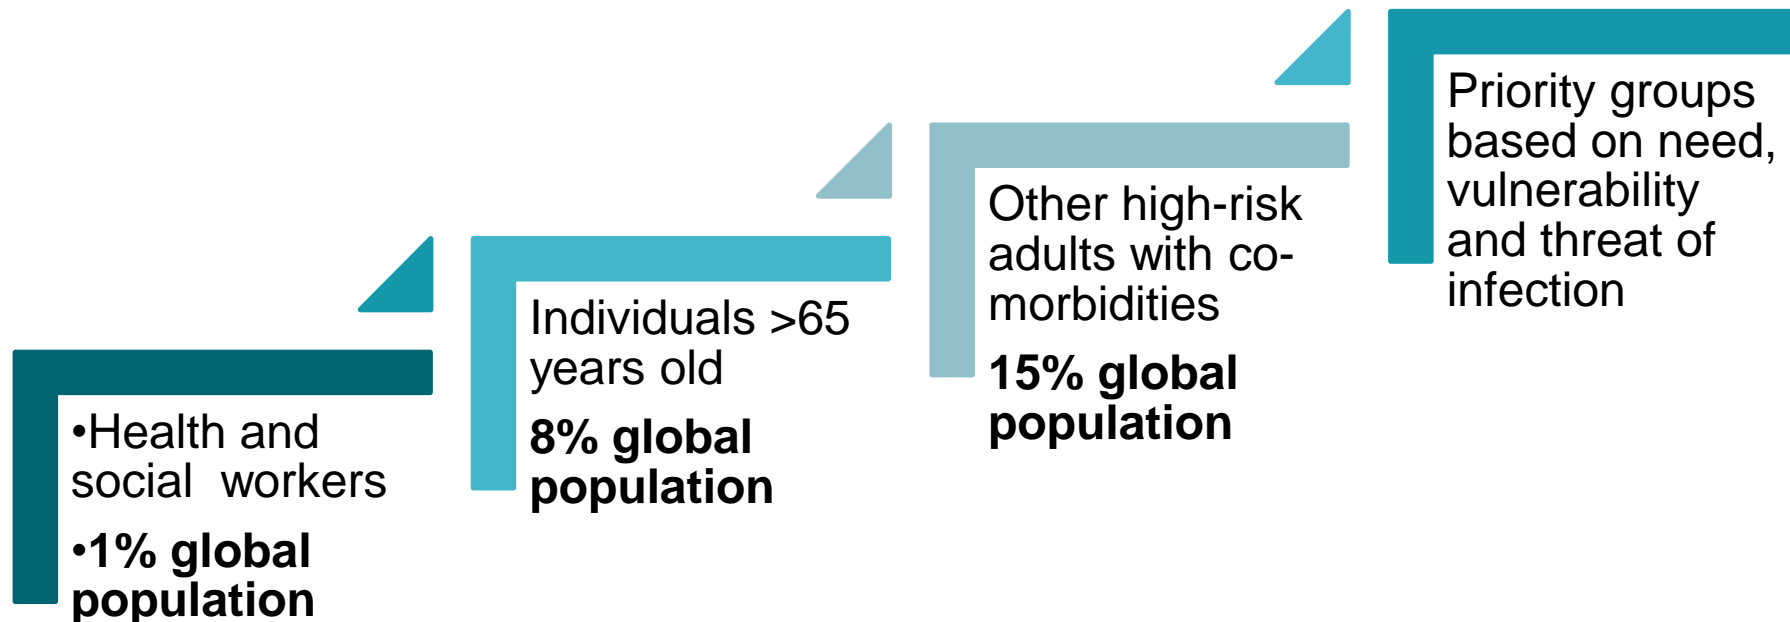 •Health and
social  workers
•1% global
population
Individuals >65
years old
8% global
population
Other high-risk
adults with co-
morbidities
15% global
population
Priority groups
based on need,
vulnerability
and threat of
infection